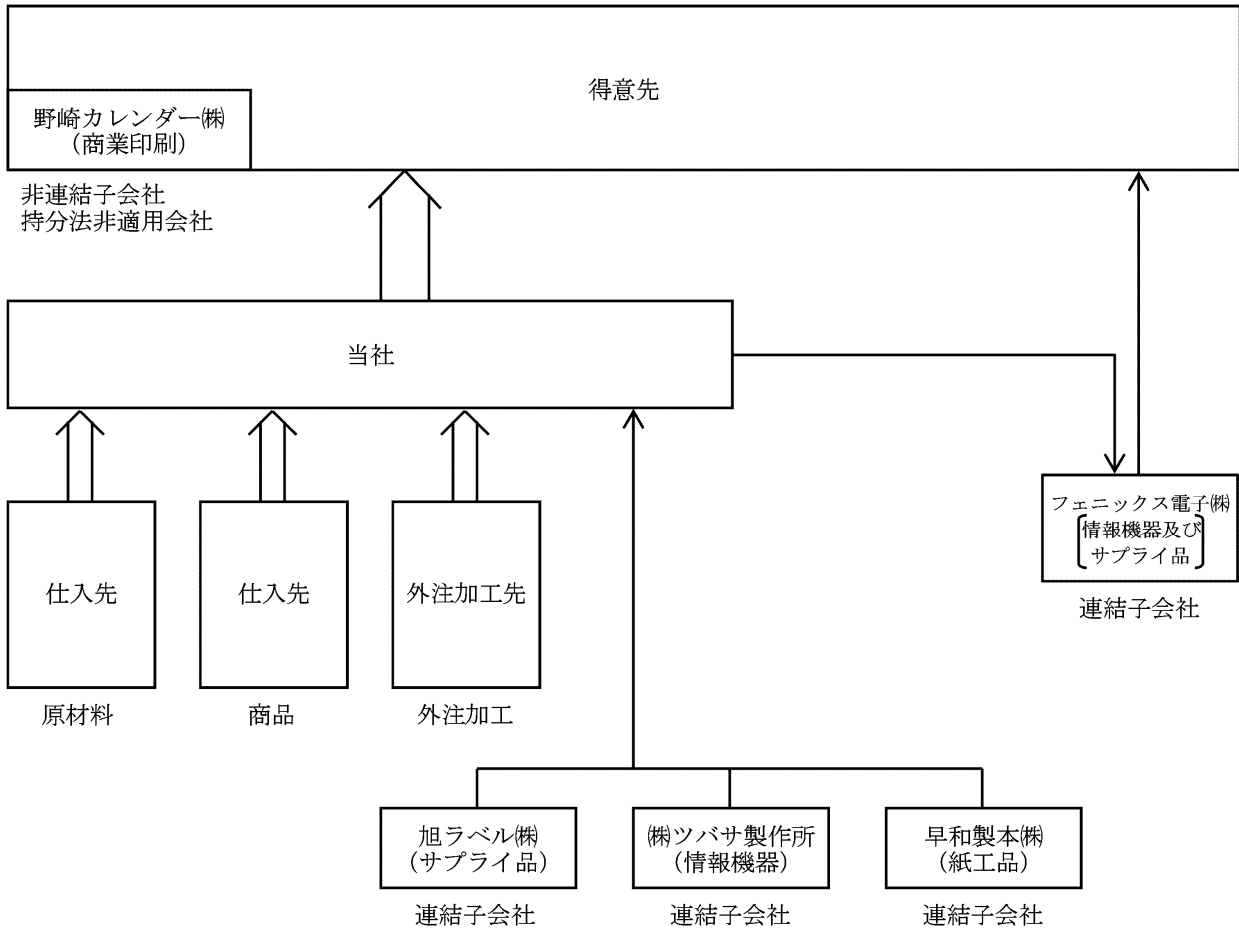 得意先
野崎カレンダー㈱
(商業印刷)
非連結子会社
持分法非適用会社
当社
フェニックス電子㈱
情報機器及び
サプライ品
連結子会社
仕入先
仕入先
外注加工先
原材料
商品
外注加工
旭ラベル㈱
(サプライ品)
㈱ツバサ製作所
(情報機器)
早和製本㈱
(紙工品)
連結子会社
連結子会社
連結子会社